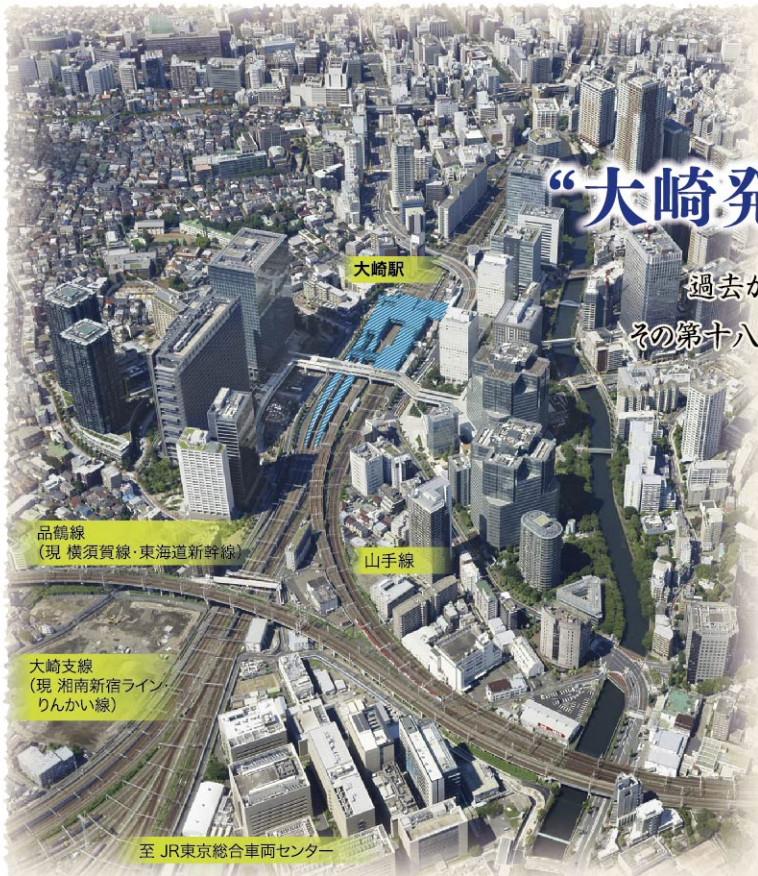 “大崎発
過去か
その第十八
大崎駅
品鶴線
(現 横須賀線・東海道新幹線)
山手線
大崎支線
(現 湘南新宿ライン・
りんかい線)
至 JR東京総合車両センター